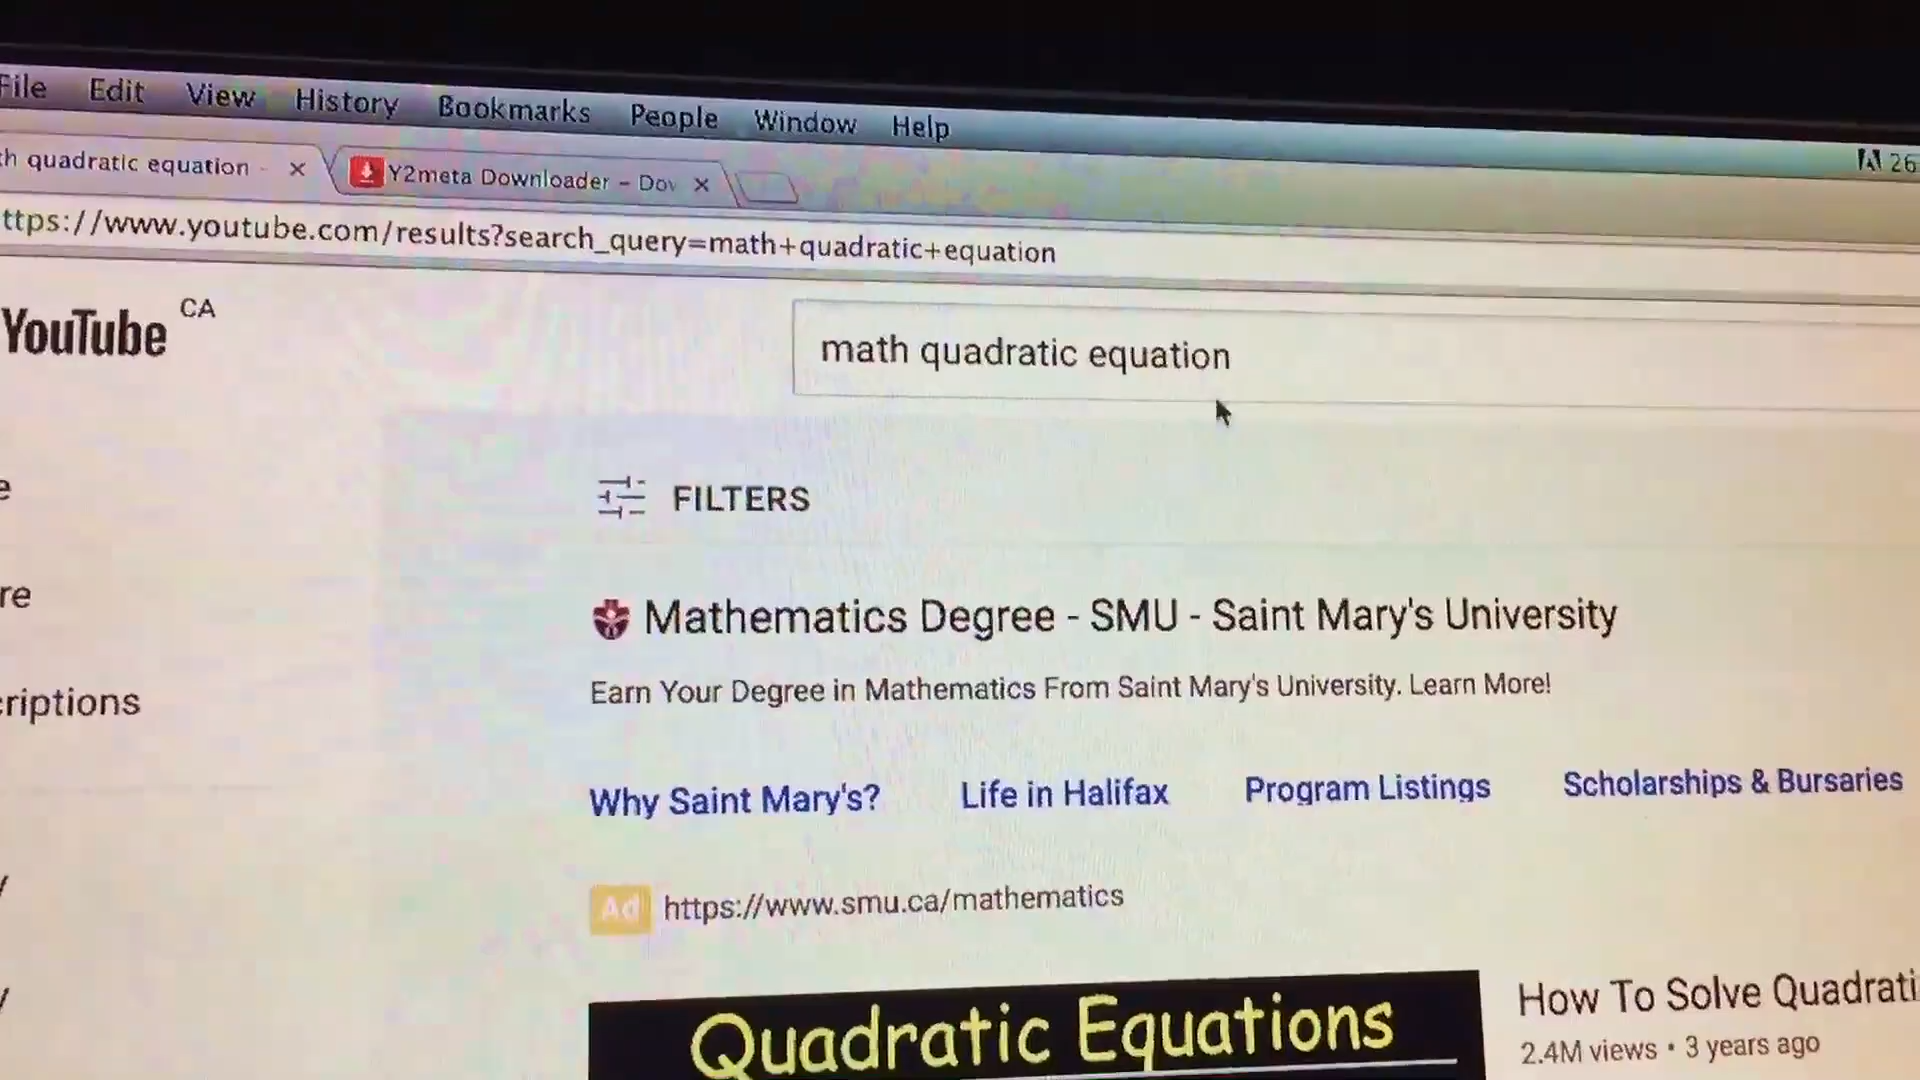 File Edit View History Bookmarks People Window Help
26
th quadratic equation - × Y2meta Downloader - Dov ×
ttps://www.youtube.com/results?search_query=math+quadratic+equation
YouTube CA
math quadratic equation
FILTERS
e
re
criptions
Mathematics Degree - SMU - Saint Mary's University
Earn Your Degree in Mathematics From Saint Mary's University. Learn More!
Why Saint Mary's? Life in Halifax Program Listings Scholarships & Bursaries
Ad https://www.smu.ca/mathematics
Quadratic Equations
How To Solve Quadrati
2.4M views • 3 years ago